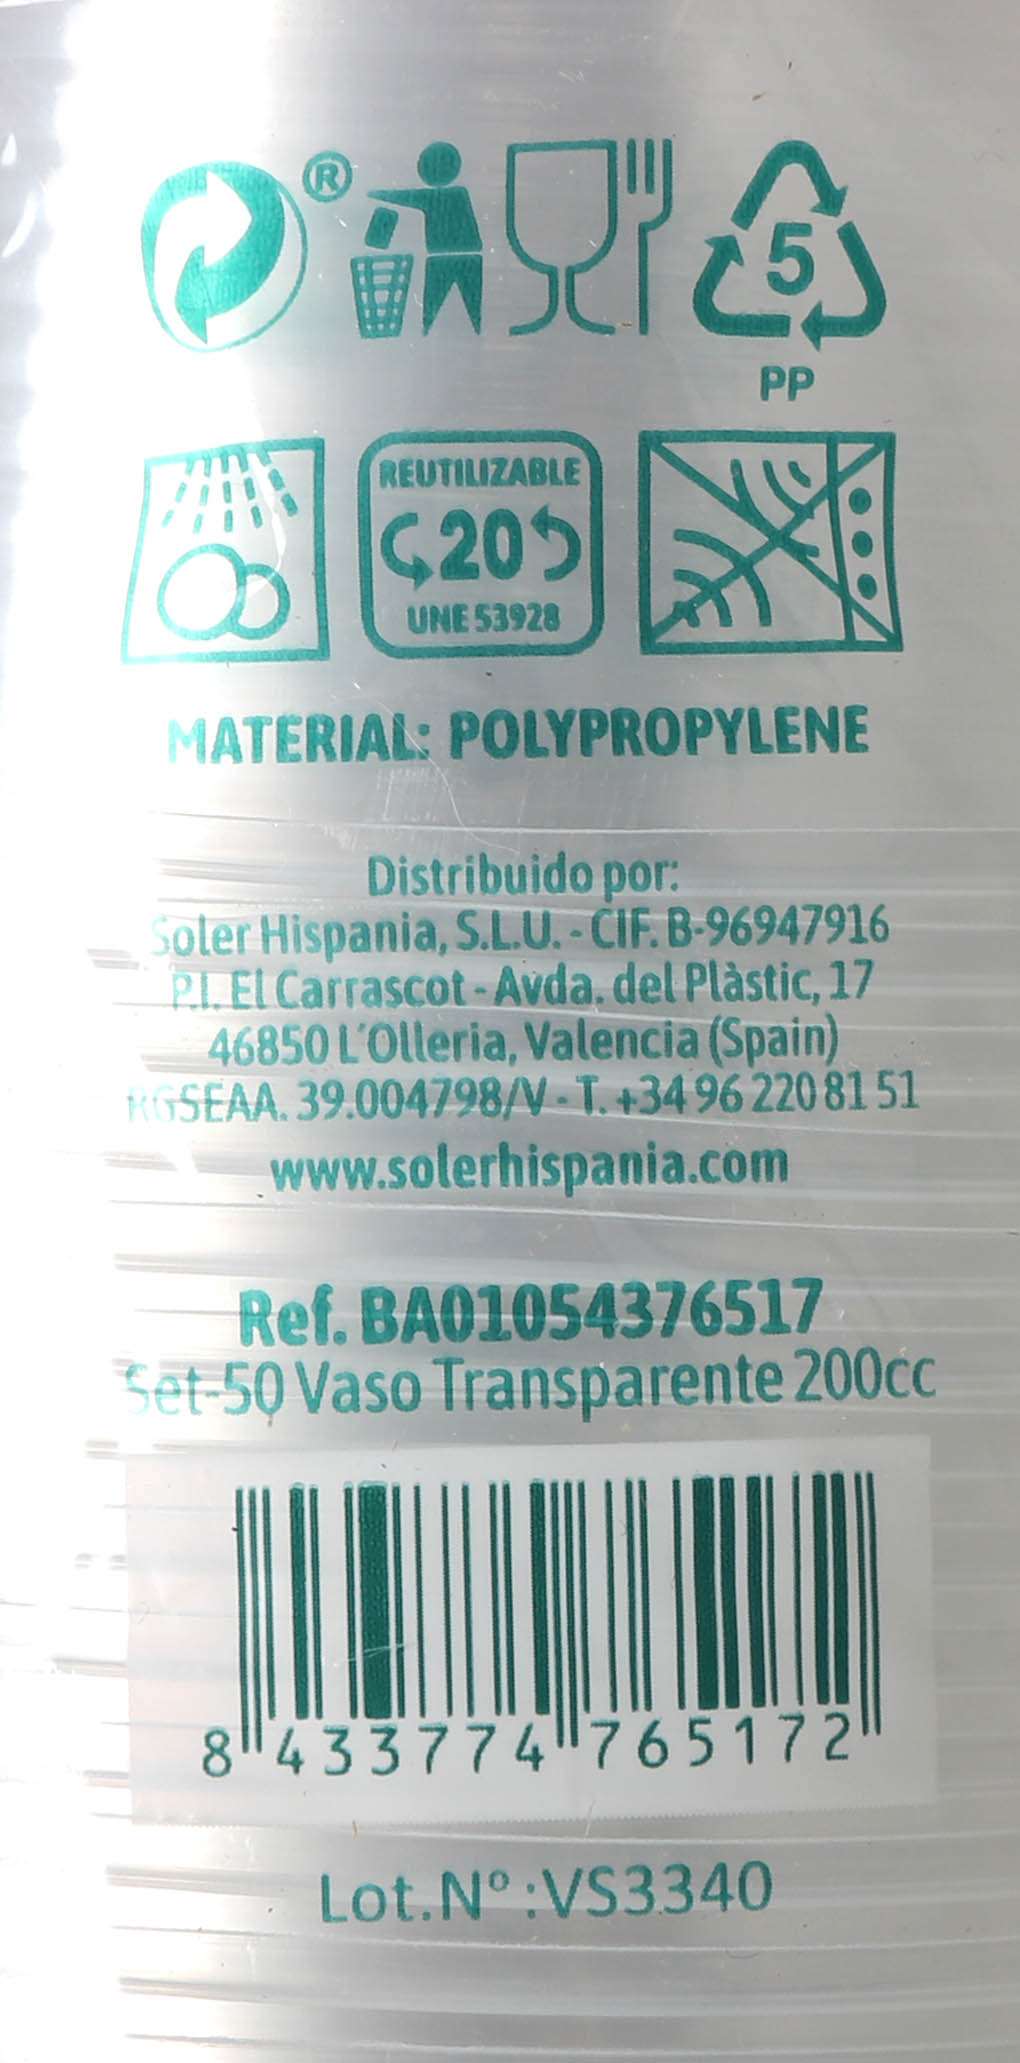 ®
5
PP
REUTILIZABLE
20
UNE 53928
MATERIAL: POLYPROPYLENE
Distribuido por:
Soler Hispania, S.L.U. - CIF. B-96947916
P.I. El Carrascot - Avda. del Plàstic, 17
46850 L´Olleria, Valencia (Spain)
RGSEAA. 39.004798/V - T. +34 96 220 81 51
www.solerhispania.com
Ref. BA01054376517
Set-50 Vaso Transparente 200cc
8 433774 765172
Lot.Nº:VS3340